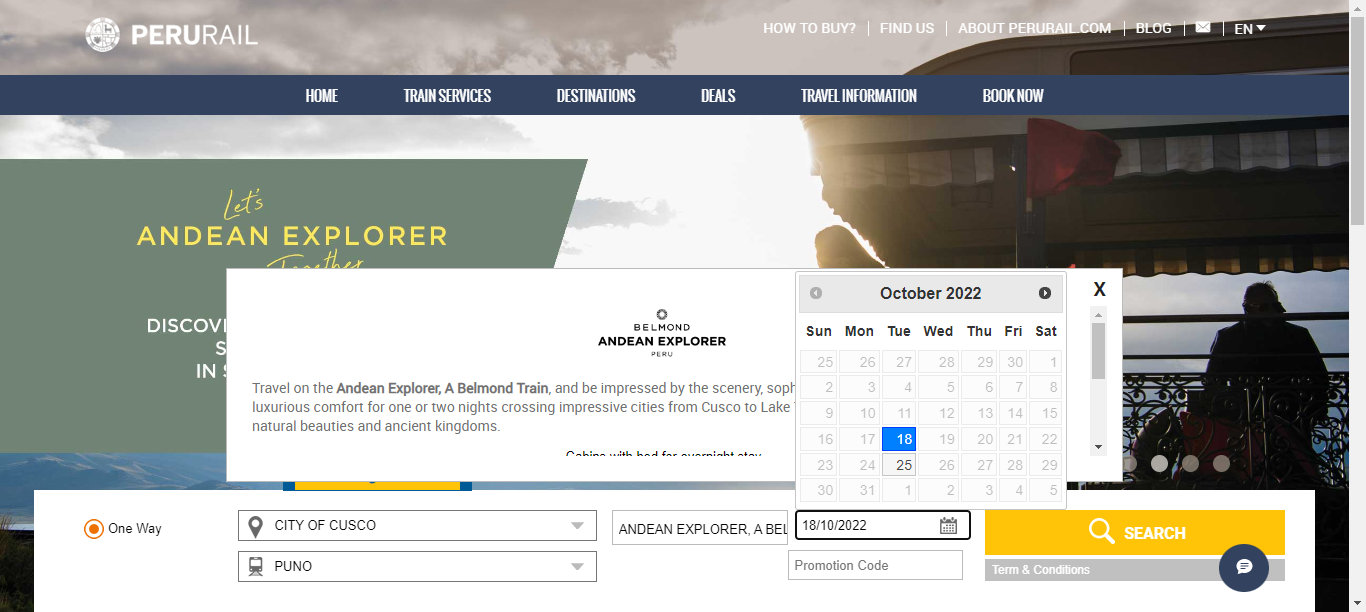 PERURAIL
HOW TO BUY?
FIND US
ABOUT PERURAIL.COM
BLOG
EN
HOME
TRAIN SERVICES
DESTINATIONS
DEALS
TRAVEL INFORMATION
BOOK NOW
Let's
ANDEAN EXPLORER
Together
DISCOVI
S
IN S
BELMOND
ANDEAN EXPLORER
PERU
Travel on the Andean Explorer, A Belmond Train, and be impressed by the scenery, soph
luxurious comfort for one or two nights crossing impressive cities from Cusco to Lake
natural beauties and ancient kingdoms.
Cabins with bed for overnight stay
X
October 2022
Sun Mon Tue Wed Thu Fri Sat
25 26 27 28 29 30 1
2 3 4 5 6 7 8
9 10 11 12 13 14 15
16 17 18 19 20 21 22
23 24 25 26 27 28 29
30 31 1 2 3 4 5
One Way
CITY OF CUSCO
PUNO
ANDEAN EXPLORER, A BEL
18/10/2022
Promotion Code
SEARCH
Term & Conditions